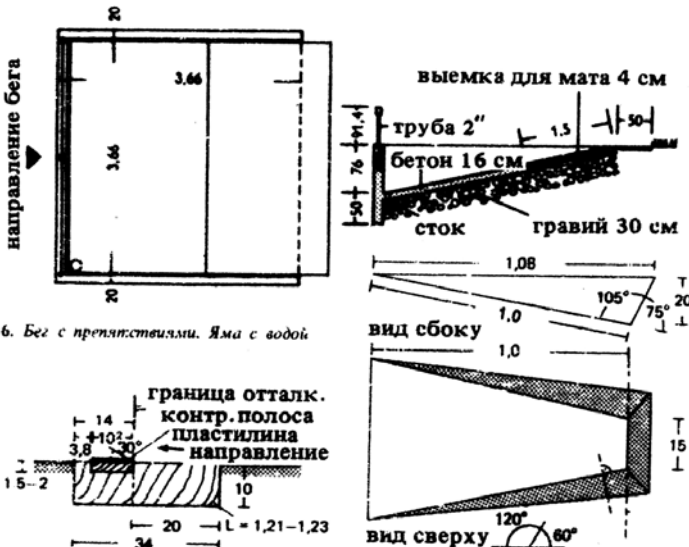 20
3,66
направление бега
3,66
20
6. Бег с препятствиями. Яма с водой
выемка для мата 4 см
91,4
труба 2"
1.5
50
76
бетон 16 см
50
сток
гравий 30 см
1,08
105°
75°
20
1.0
вид сбоку
1,0
15
120°
60°
вид сверху
граница отталк.
14
контр. полоса
10²
30°
пластилина
3,8
направление
1 5-2
10
20
L = 1,21-1,23
34